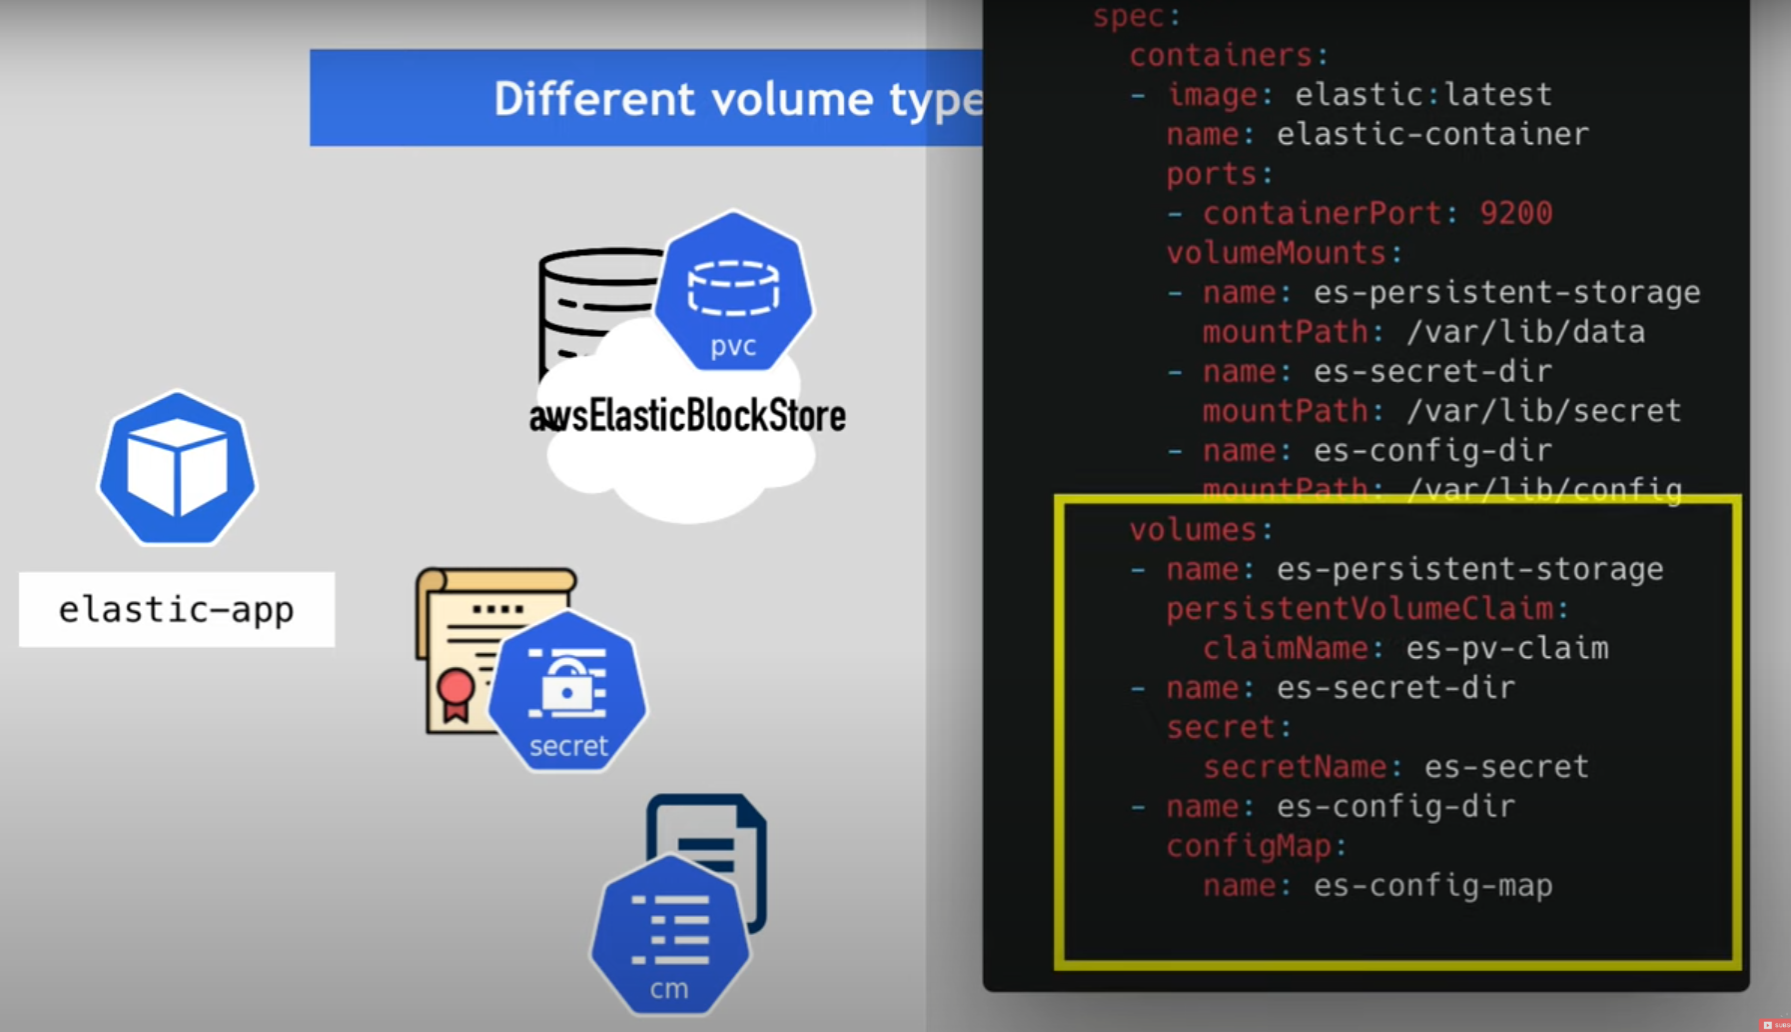 Different volume type
pvc
awsElasticBlockStore
elastic-app
secret
cm
spec:
containers:
- image: elastic:latest
name: elastic-container
ports:
- containerPort: 9200
volumeMounts:
- name: es-persistent-storage
mountPath: /var/lib/data
- name: es-secret-dir
mountPath: /var/lib/secret
- name: es-config-dir
mountPath: /var/lib/config
volumes:
- name: es-persistent-storage
persistentVolumeClaim:
claimName: es-pv-claim
- name: es-secret-dir
secret:
secretName: es-secret
- name: es-config-dir
configMap:
name: es-config-map